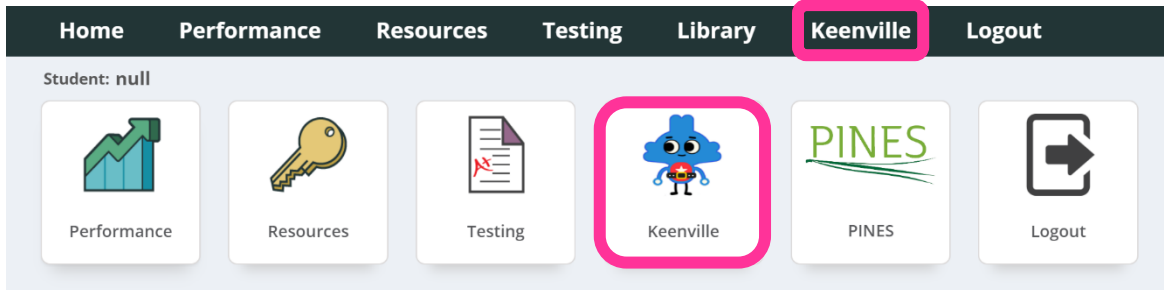 Home Performance Resources Testing Library Keenville Logout
Student: null
A+
PINES
Performance Resources Testing Keenville PINES Logout